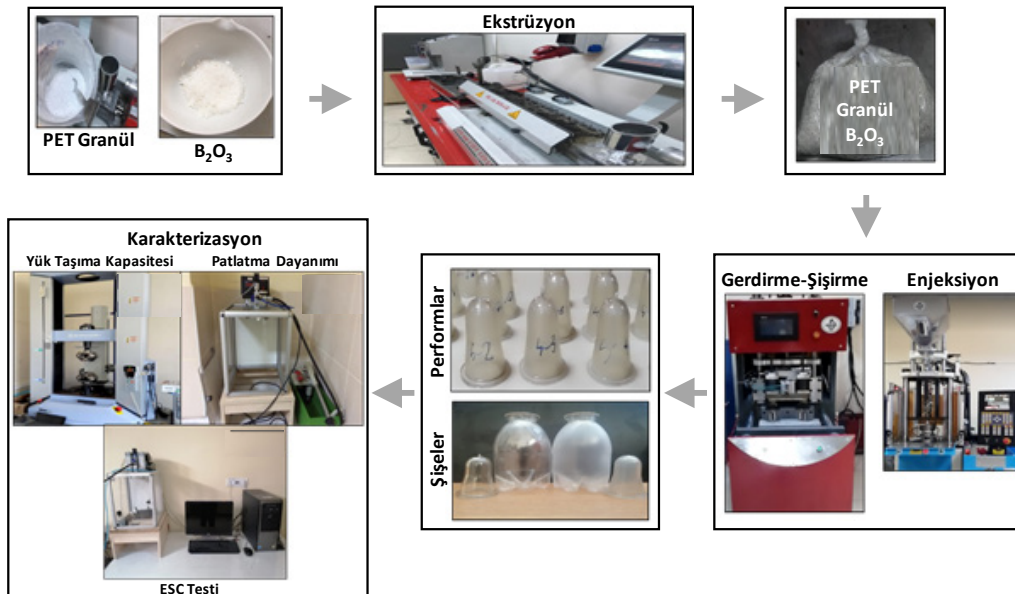 Ekstrüzyon
PET Granül
B₂O₃
PET
Granül
B₂O₃
Gerdirme-Şişirme
Enjeksiyon
Performlar
Şişeler
Karakterizasyon
Yük Taşıma Kapasitesi
Patlatma Dayanımı
ESC Testi